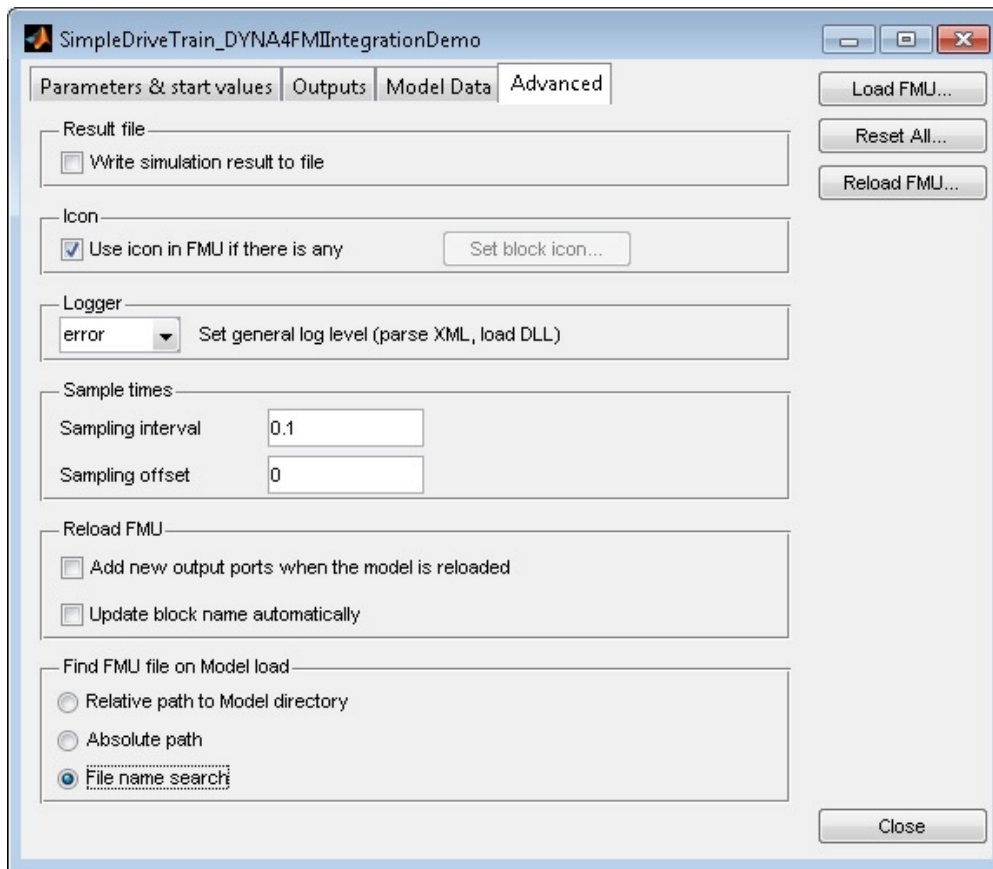 SimpleDriveTrain_DYNA4FMIIntegrationDemo
Parameters & start values Outputs Model Data Advanced
Load FMU...
Reset All...
Reload FMU...
Result file
Write simulation result to file
Icon
Use icon in FMU if there is any Set block icon...
Logger
error Set general log level (parse XML, load DLL)
Sample times
Sampling interval 0.1
Sampling offset 0
Reload FMU
Add new output ports when the model is reloaded
Update block name automatically
Find FMU file on Model load
Relative path to Model directory
Absolute path
File name search
Close